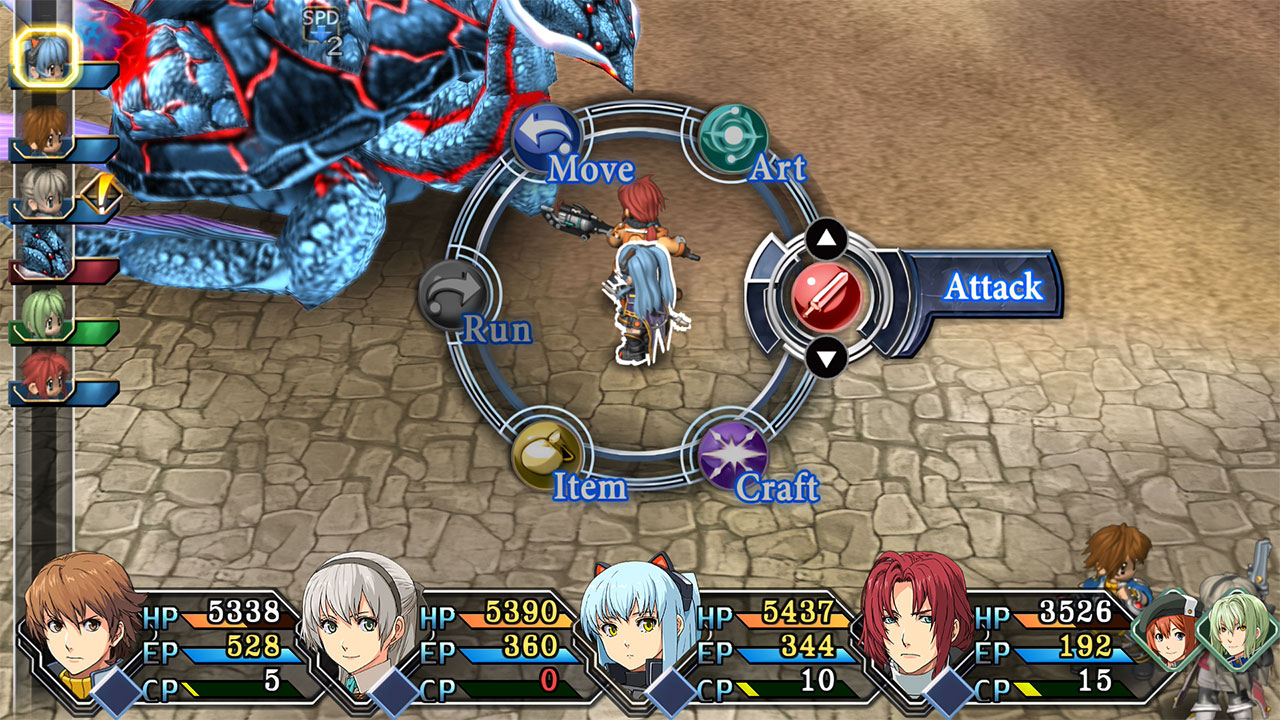 SPD
2
Move
Art
Attack
Run
Item
Craft
HP 5338
EP 528
CP 5
HP 5390
EP 360
CP 0
HP 5437
EP 344
CP 10
HP 3526
EP 192
CP 15